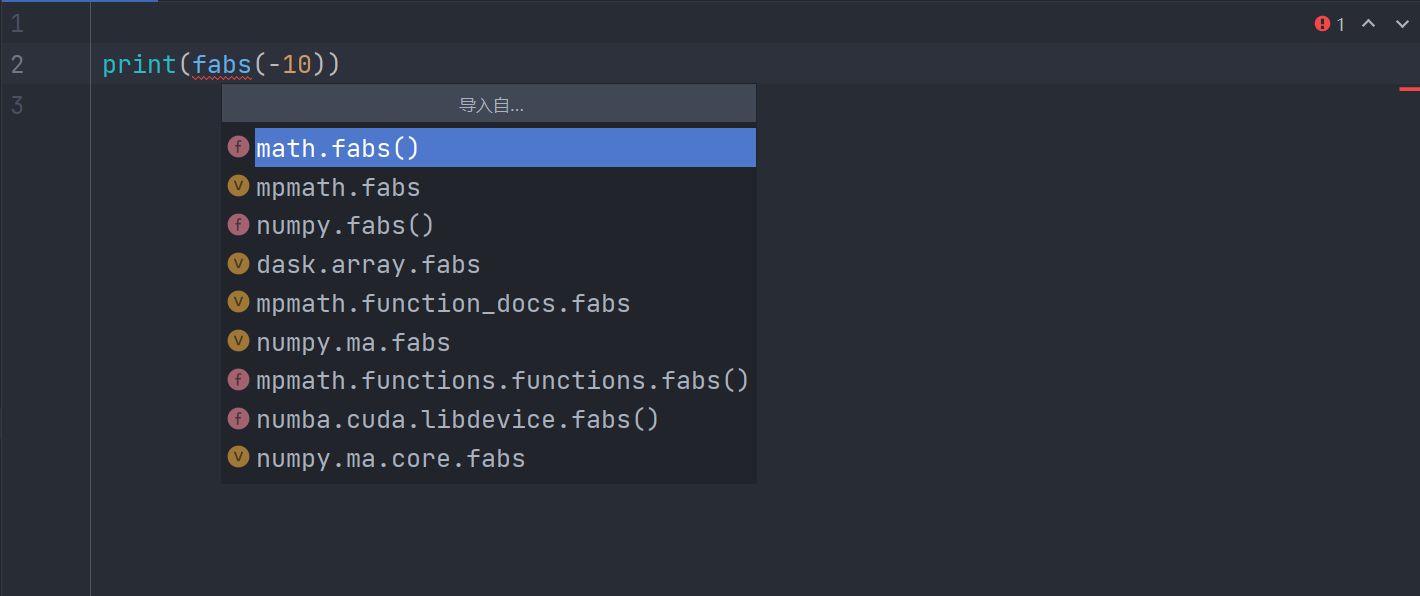 1
1
2 print(fabs(-10))
3
导入自...
f math.fabs()
V mpmath.fabs
f numpy.fabs()
V dask.array.fabs
V mpmath.function_docs.fabs
V numpy.ma.fabs
f mpmath.functions.functions.fabs()
f numba.cuda.libdevice.fabs()
V numpy.ma.core.fabs